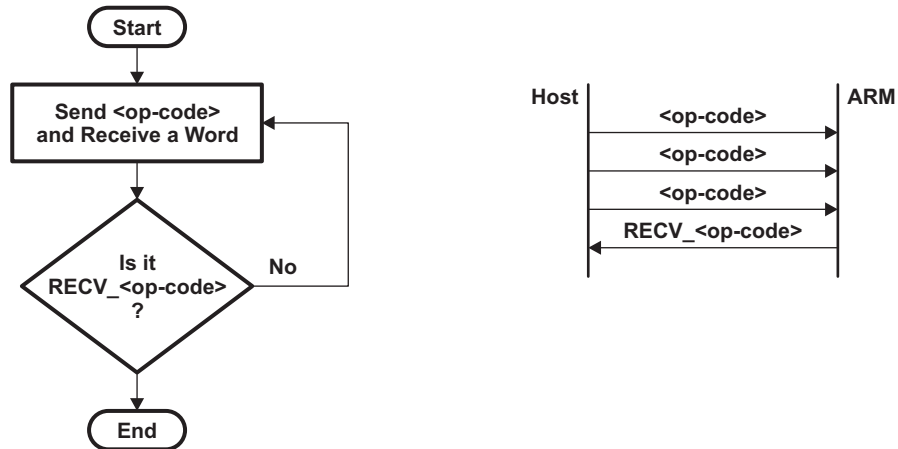 Start
Send <op-code>
and Receive a Word
Is it
RECV_<op-code>
?
No
End
Host
ARM
<op-code>
<op-code>
<op-code>
RECV_<op-code>